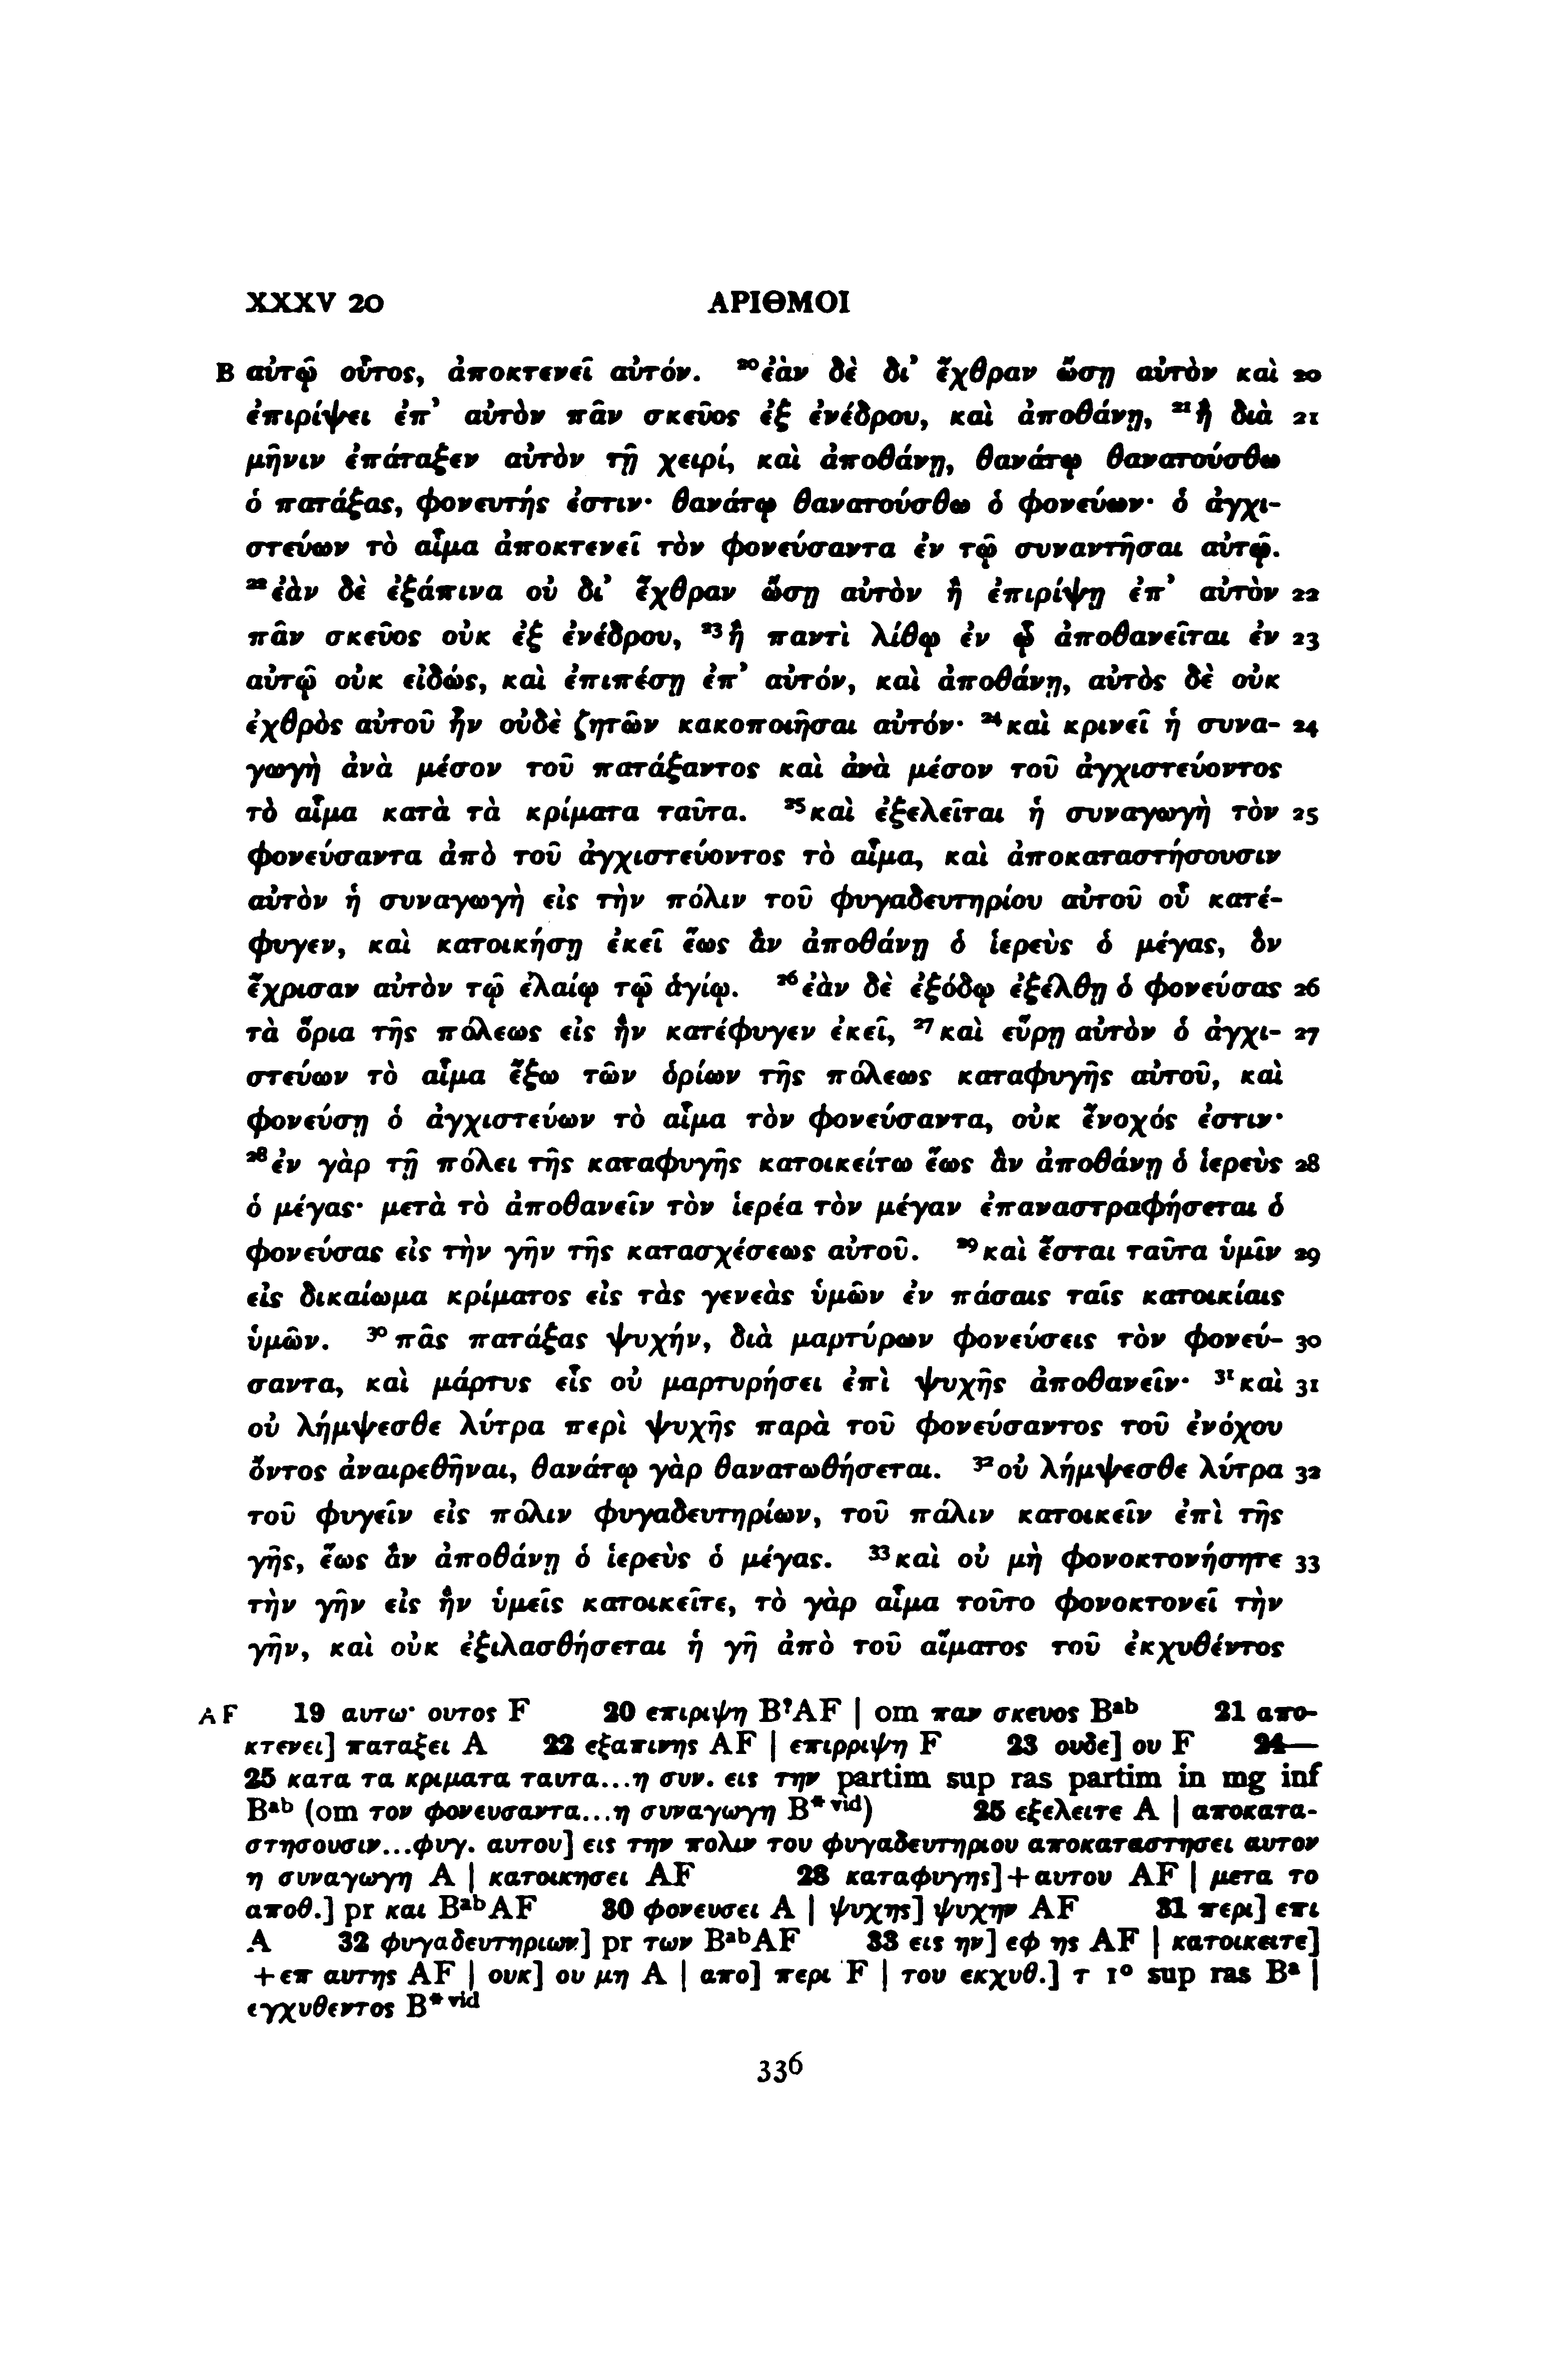 XXXV 20 ΑΡΙΘΜΟΙ
B αὐτῷ οὗτος, ἀποκτενεῖ αὐτόν. ²⁰ἐὰν δὲ δι' ἔχθραν ὤσῃ αὐτὸν καὶ 20
ἐπιρίψει ἐπ' αὐτὸν πᾶν σκεῦος ἐξ ἐνέδρου, καὶ ἀποθάνῃ, ²¹ἢ διὰ 21
μῆνιν ἐπάταξεν αὐτὸν τῇ χειρί, καὶ ἀποθάνῃ, θανάτῳ θανατούσθω
ὁ πατάξας, φονευτής ἐστιν· θανάτῳ θανατούσθω ὁ φονεύων· ὁ ἀγχι-
στεύων τὸ αἷμα ἀποκτενεῖ τὸν φονεύσαντα ἐν τῷ συναντῆσαι αὐτῷ.
²²ἐὰν δὲ ἐξάπινα οὐ δι' ἔχθραν ὤσῃ αὐτὸν ἢ ἐπιρίψῃ ἐπ' αὐτὸν 22
πᾶν σκεῦος οὐκ ἐξ ἐνέδρου, ²³ἢ παντὶ λίθῳ ἐν ᾧ ἀποθανεῖται ἐν 23
αὐτῷ οὐκ εἰδώς, καὶ ἐπιπέσῃ ἐπ' αὐτόν, καὶ ἀποθάνῃ, αὐτὸς δὲ οὐκ
ἐχθρὸς αὐτοῦ ἦν οὐδὲ ζητῶν κακοποιῆσαι αὐτόν· ²⁴καὶ κρινεῖ ἡ συνα- 24
γωγὴ ἀνὰ μέσον τοῦ πατάξαντος καὶ ἀνὰ μέσον τοῦ ἀγχιστεύοντος
τὸ αἷμα κατὰ τὰ κρίματα ταῦτα. ²⁵καὶ ἐξελεῖται ἡ συναγωγὴ τὸν 25
φονεύσαντα ἀπὸ τοῦ ἀγχιστεύοντος τὸ αἷμα, καὶ ἀποκαταστήσουσιν
αὐτὸν ἡ συναγωγὴ εἰς τὴν πόλιν τοῦ φυγαδευτηρίου αὐτοῦ οὗ κατέ-
φυγεν, καὶ κατοικήσῃ ἐκεῖ ἕως ἂν ἀποθάνῃ ὁ ἱερεὺς ὁ μέγας, ὃν
ἔχρισαν αὐτὸν τῷ ἐλαίῳ τῷ ἁγίῳ. ²⁶ἐὰν δὲ ἐξόδῳ ἐξέλθῃ ὁ φονεύσας 26
τὰ ὅρια τῆς πόλεως εἰς ἣν κατέφυγεν ἐκεῖ, ²⁷καὶ εὕρῃ αὐτὸν ὁ ἀγχι- 27
στεύων τὸ αἷμα ἔξω τῶν ὁρίων τῆς πόλεως καταφυγῆς αὐτοῦ, καὶ
φονεύσῃ ὁ ἀγχιστεύων τὸ αἷμα τὸν φονεύσαντα, οὐκ ἔνοχός ἐστιν·
²⁸ἐν γὰρ τῇ πόλει τῆς καταφυγῆς κατοικείτω ἕως ἂν ἀποθάνῃ ὁ ἱερεὺς 28
ὁ μέγας· μετὰ τὸ ἀποθανεῖν τὸν ἱερέα τὸν μέγαν ἐπαναστραφήσεται ὁ
φονεύσας εἰς τὴν γῆν τῆς κατασχέσεως αὐτοῦ. ²⁹καὶ ἔσται ταῦτα ὑμῖν 29
εἰς δικαίωμα κρίματος εἰς τὰς γενεὰς ὑμῶν ἐν πάσαις ταῖς κατοικίαις
ὑμῶν. ³⁰πᾶς πατάξας ψυχήν, διὰ μαρτύρων φονεύσεις τὸν φονεύ- 30
σαντα, καὶ μάρτυς εἷς οὐ μαρτυρήσει ἐπὶ ψυχῆς ἀποθανεῖν· ³¹καὶ 31
οὐ λήμψεσθε λύτρα περὶ ψυχῆς παρὰ τοῦ φονεύσαντος τοῦ ἐνόχου
ὄντος ἀναιρεθῆναι, θανάτῳ γὰρ θανατωθήσεται. ³²οὐ λήμψεσθε λύτρα 32
τοῦ φυγεῖν εἰς πόλιν φυγαδευτηρίων, τοῦ πάλιν κατοικεῖν ἐπὶ τῆς
γῆς, ἕως ἂν ἀποθάνῃ ὁ ἱερεὺς ὁ μέγας. ³³καὶ οὐ μὴ φονοκτονήσητε 33
τὴν γῆν εἰς ἣν ὑμεῖς κατοικεῖτε, τὸ γὰρ αἷμα τοῦτο φονοκτονεῖ τὴν
γῆν, καὶ οὐκ ἐξιλασθήσεται ἡ γῆ ἀπὸ τοῦ αἵματος τοῦ ἐκχυθέντος
AF 19 αυτω· ουτος F 20 επιριψη B?AF | om παν σκευος Bᵃᵇ 21 απο-
κτενει] παταξει A 22 εξαπινης AF | επιρριψη F 23 ουδε] ου F 24—
25 κατα τα κριματα ταυτα...η συν. εις την partim sup ras partim in mg inf
Bᵃᵇ (om τον φονευσαντα...η συναγωγη B*ᵛⁱᵈ) 25 εξελειτε A | αποκατα-
στησουσιν...φυγ. αυτου] εις την πολιν του φυγαδευτηριου αποκαταστησει αυτον
η συναγωγη A | κατοικησει AF 28 καταφυγης]+αυτου AF | μετα το
αποθ.] pr και BᵃᵇAF 30 φονευσει A | ψυχης] ψυχην AF 31 περι] επι
A 32 φυγαδευτηριων] pr των BᵃᵇAF 33 εις ην] εφ ης AF | κατοικειτε]
+επ αυτης AF | ουκ] ου μη A | απο] περι F | του εκχυθ.] τ 1° sup ras Bᵃ |
εγχυθεντος B*ᵛⁱᵈ
336